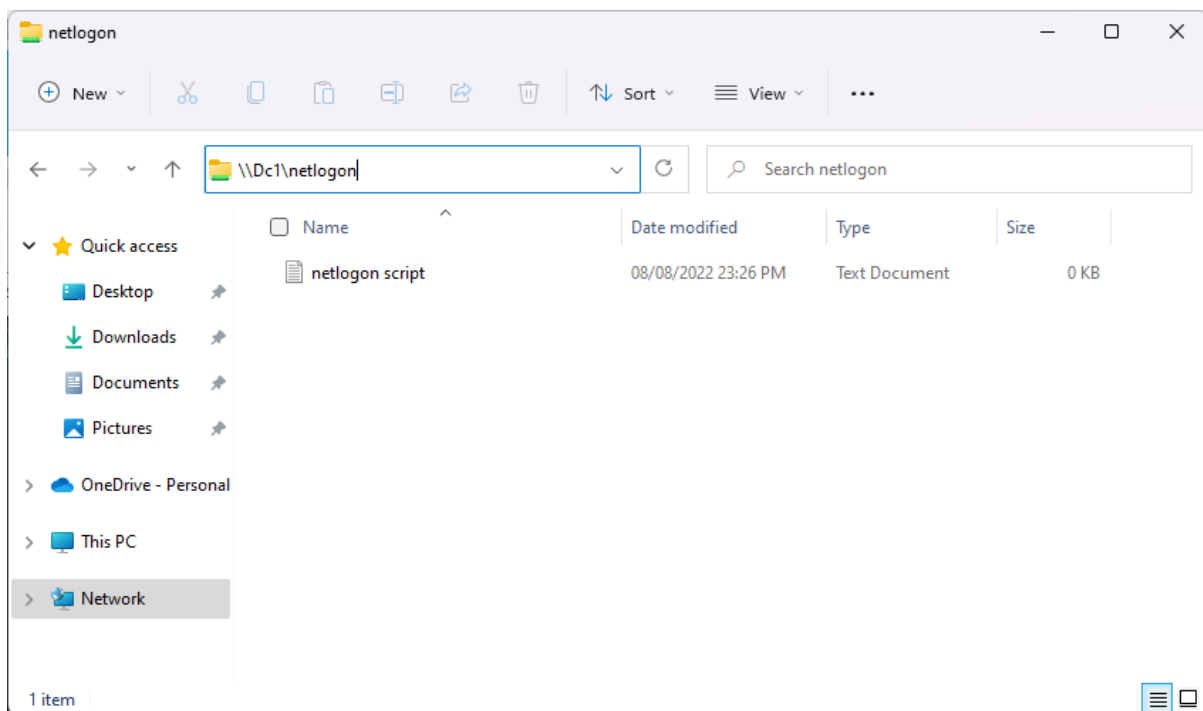 netlogon
New
Sort
View
\\Dc1\netlogon
Search netlogon
Name Date modified Type Size
netlogon script 08/08/2022 23:26 PM Text Document 0 KB
Quick access
Desktop
Downloads
Documents
Pictures
OneDrive - Personal
This PC
Network
1 item